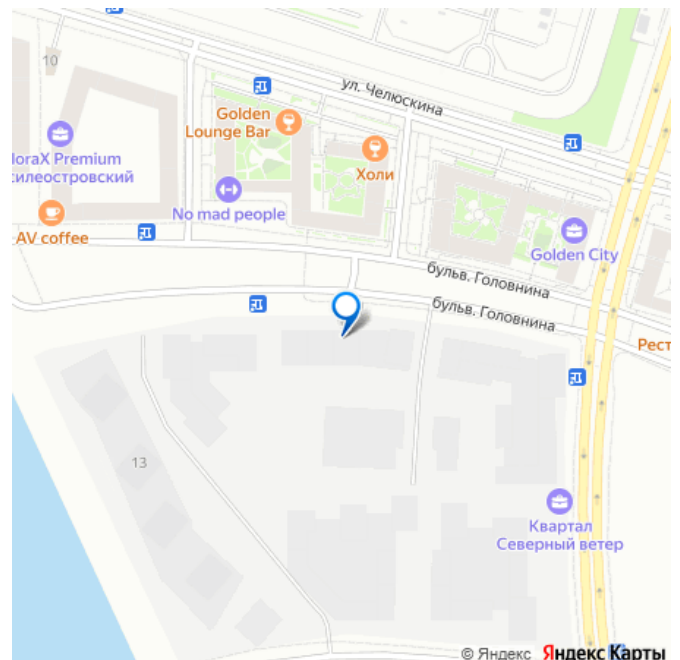 10
ул. Челюскина
Golden
Lounge Bar
Холи
loraX Premium
силеостровский
No mad people
AV coffee
Golden City
бульв. Головнина
бульв. Головнина
Рест
13
Квартал
Северный ветер
© Яндекс Яндекс Карты